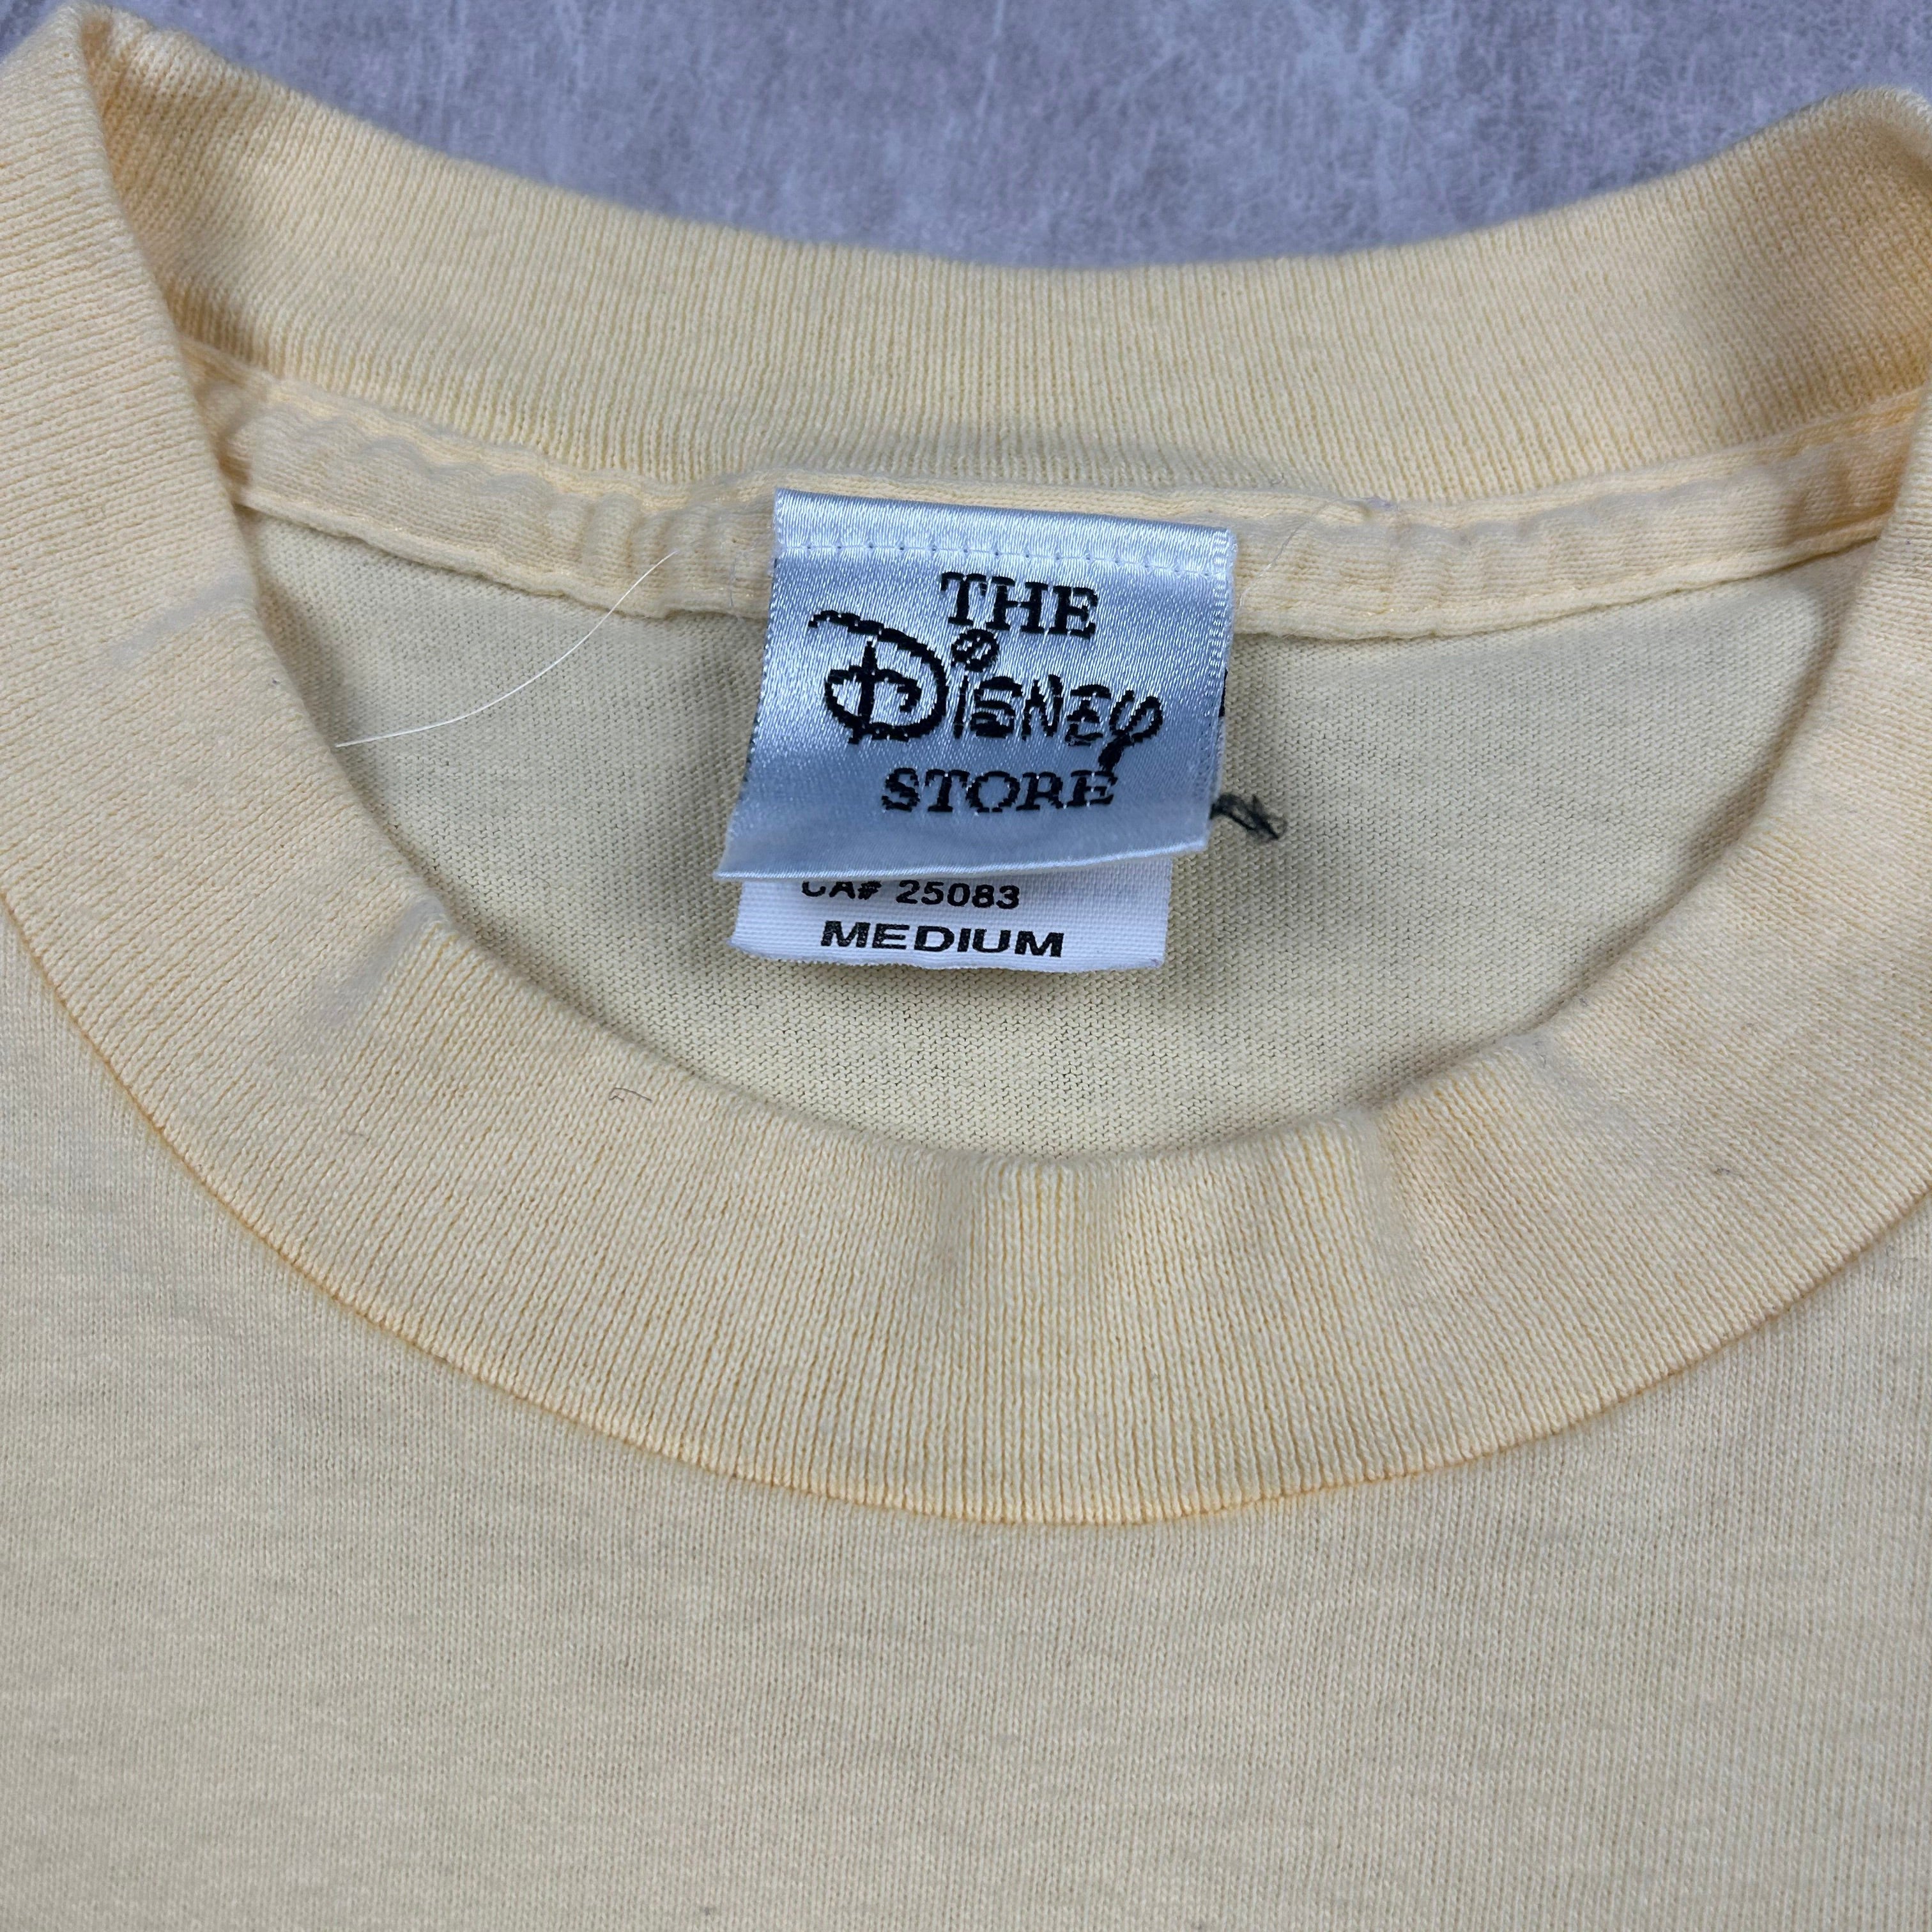 THE
Disney
STORE
CA# 25083
MEDIUM